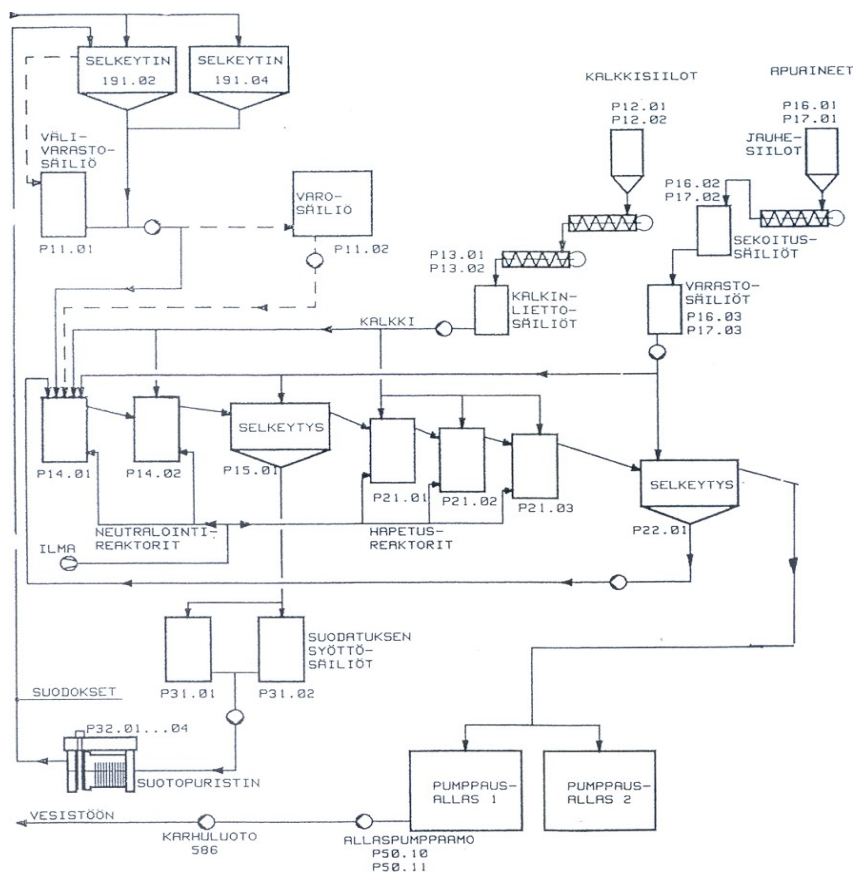 SELKEYTIN
191.02
SELKEYTIN
191.04
KALKKISIILOT
APUAINEET
P12.01
P12.02
P16.01
P17.01
JAUHE-
SIILOT
VÄLI-
VARASTO-
SÄILIÖ
P11.01
VARO-
SÄILIÖ
P11.02
P16.02
P17.02
SEKOITUS-
SÄILIÖT
P13.01
P13.02
KALKIN-
LIETTO-
SÄILIÖT
VARASTO-
SÄILIÖT
P16.03
P17.03
KALKKI
P14.01
P14.02
SELKEYTYS
P15.01
P21.01
P21.02
P21.03
SELKEYTYS
P22.01
NEUTRALOINTI-
REAKTORIT
HAPETUS-
REAKTORIT
ILMA
SUODATUKSEN
SYÖTTÖ-
SÄILIÖT
P31.01
P31.02
SUODOKSET
P32.01...04
SUOTOPURISTIN
PUMPPAUS-
ALLAS 1
PUMPPAUS-
ALLAS 2
VESISTÖÖN
KARHULUOTO
586
ALLASPUMPPAAMO
P50.10
P50.11